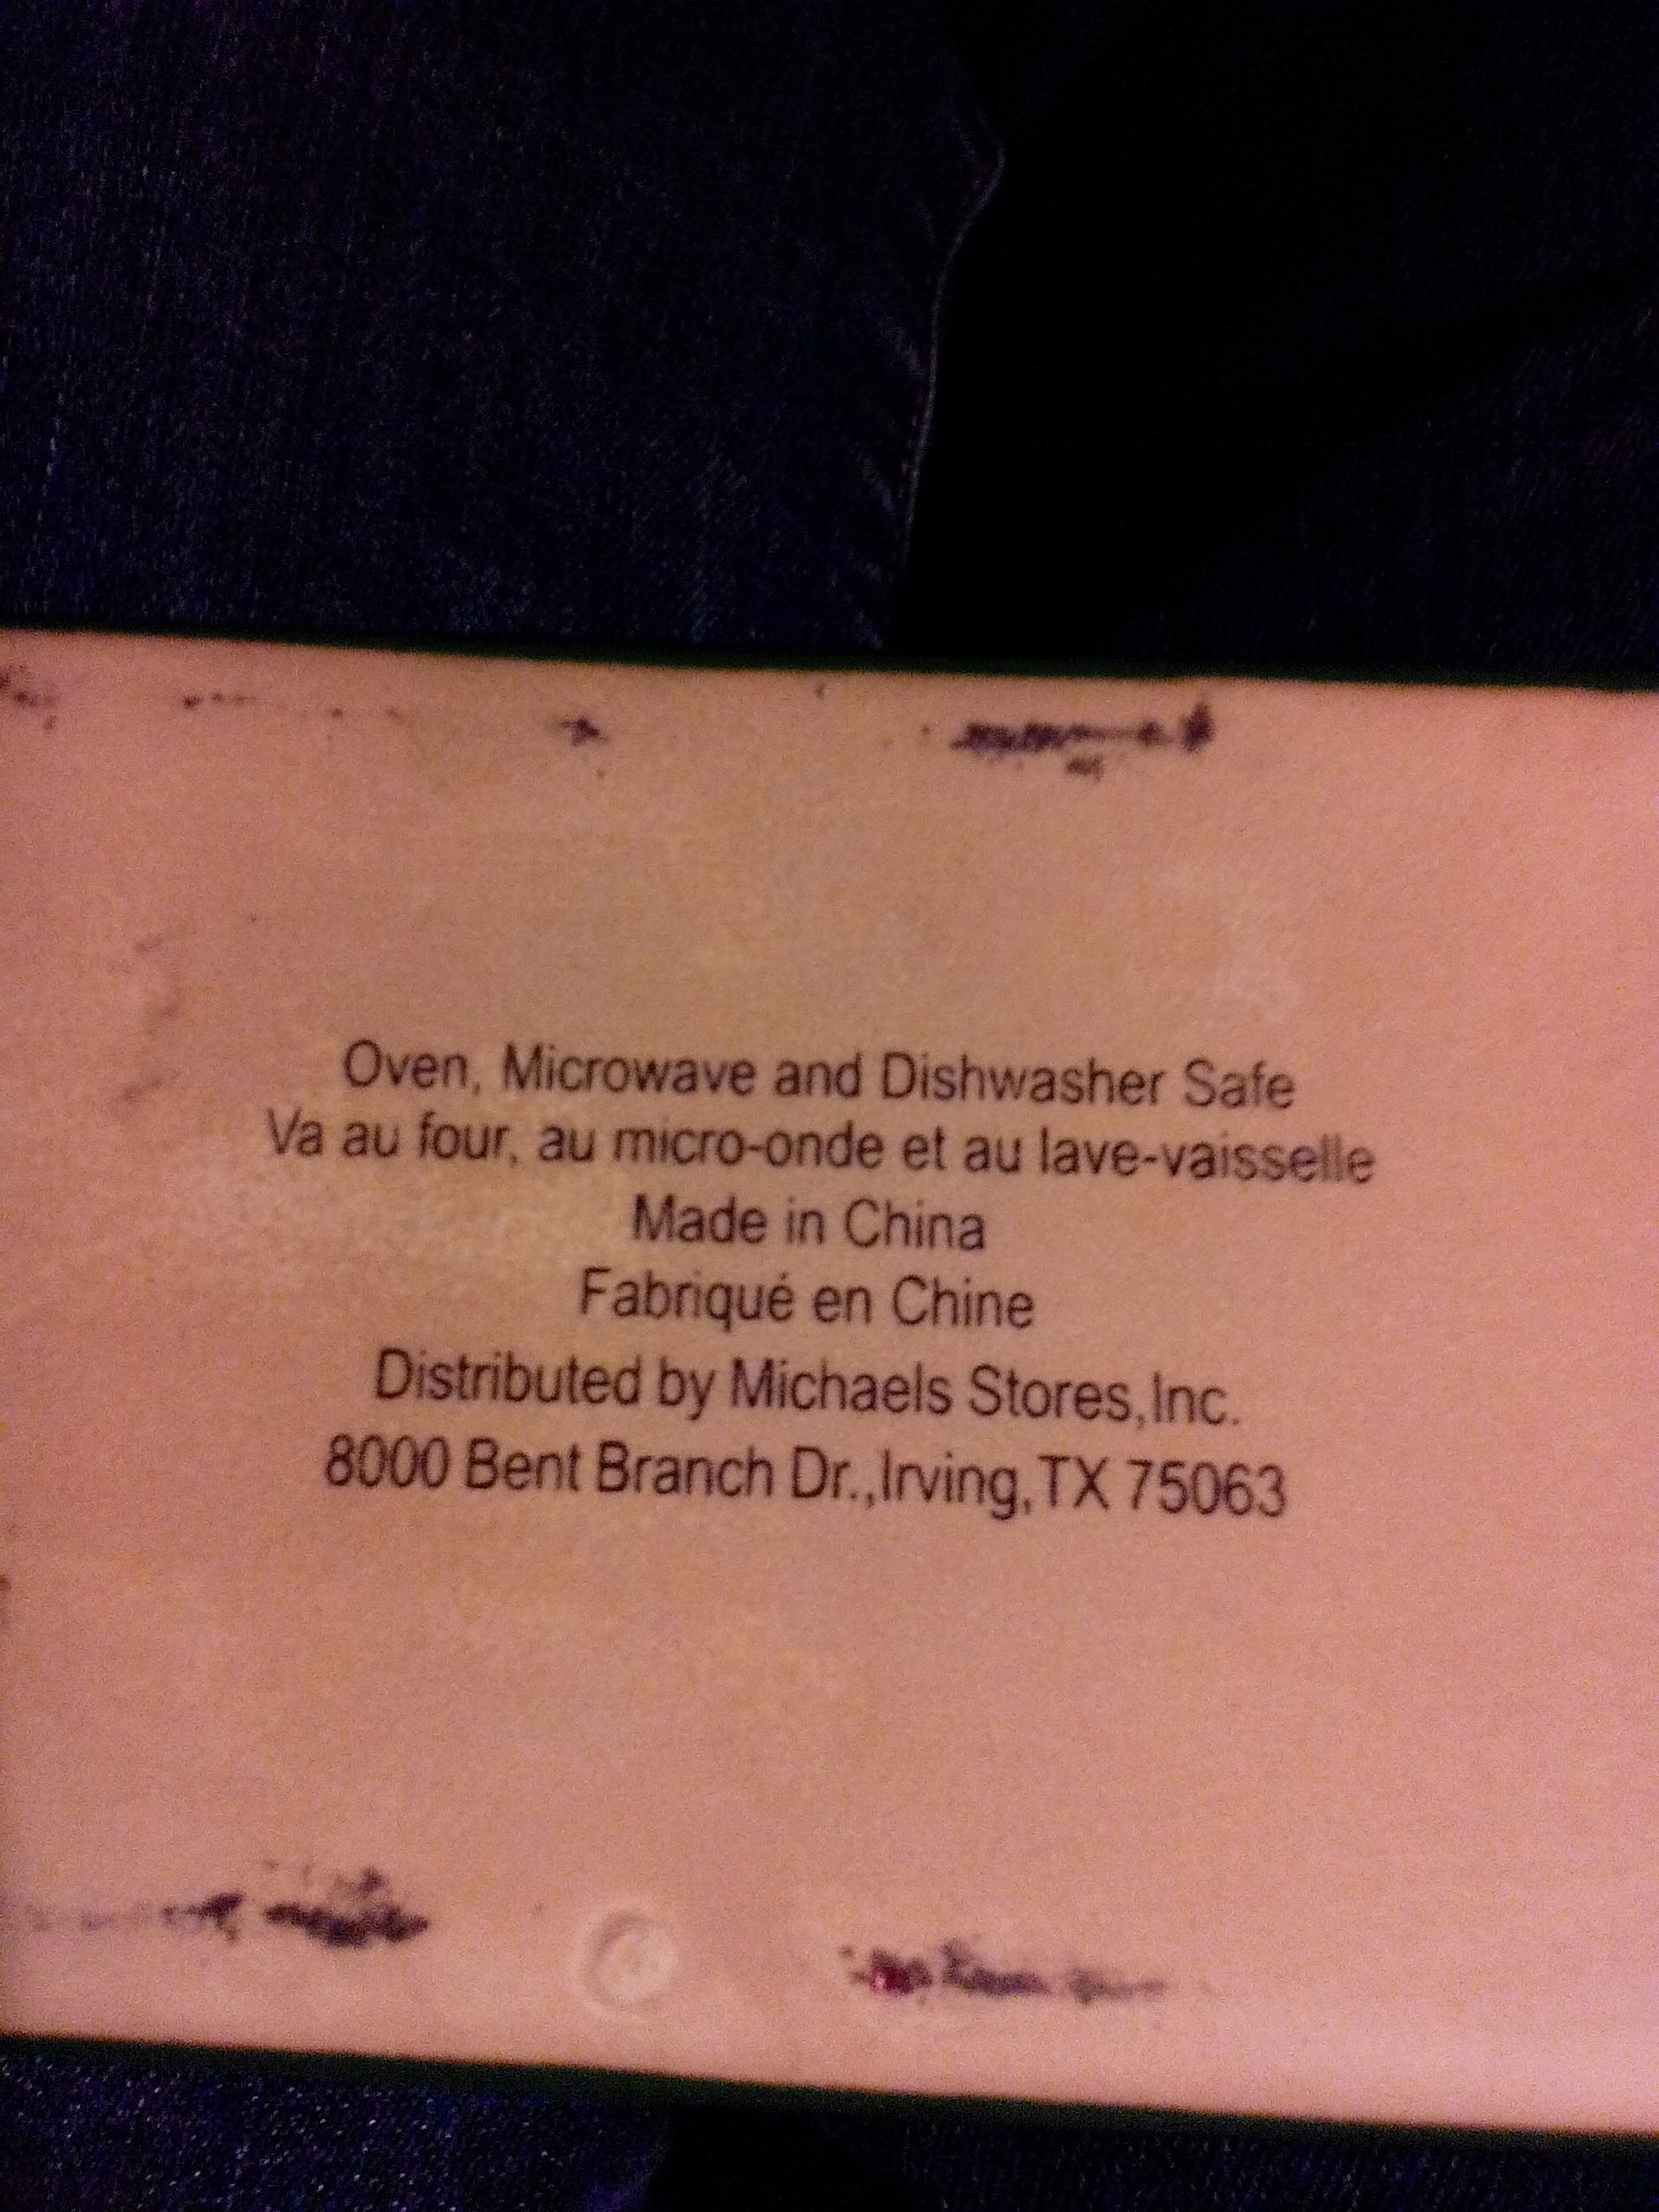 Oven, Microwave and Dishwasher Safe
Va au four, au micro-onde et au lave-vaisselle
Made in China
Fabriqué en Chine
Distributed by Michaels Stores,Inc.
8000 Bent Branch Dr.,Irving,TX 75063